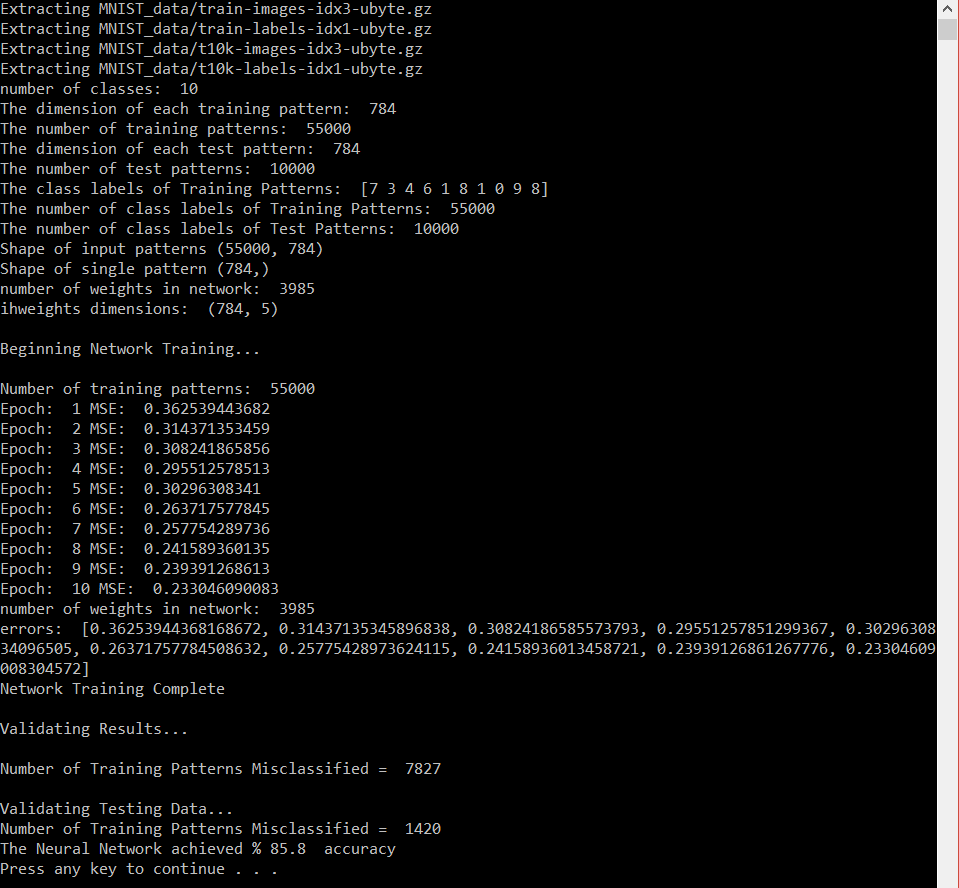 Extracting MNIST_data/train-images-idx3-ubyte.gz
Extracting MNIST_data/train-labels-idx1-ubyte.gz
Extracting MNIST_data/t10k-images-idx3-ubyte.gz
Extracting MNIST_data/t10k-labels-idx1-ubyte.gz
number of classes:  10
The dimension of each training pattern:  784
The number of training patterns:  55000
The dimension of each test pattern:  784
The number of test patterns:  10000
The class labels of Training Patterns:  [7 3 4 6 1 8 1 0 9 8]
The number of class labels of Training Patterns:  55000
The number of class labels of Test Patterns:  10000
Shape of input patterns (55000, 784)
Shape of single pattern (784,)
number of weights in network:  3985
ihweights dimensions:  (784, 5)
Beginning Network Training...
Number of training patterns:  55000
Epoch:  1 MSE:  0.362539443682
Epoch:  2 MSE:  0.314371353459
Epoch:  3 MSE:  0.308241865856
Epoch:  4 MSE:  0.295512578513
Epoch:  5 MSE:  0.30296308341
Epoch:  6 MSE:  0.263717577845
Epoch:  7 MSE:  0.257754289736
Epoch:  8 MSE:  0.241589360135
Epoch:  9 MSE:  0.239391268613
Epoch:  10 MSE:  0.233046090083
number of weights in network:  3985
errors:  [0.36253944368168672, 0.31437135345896838, 0.30824186585573793, 0.29551257851299367, 0.30296308
34096505, 0.26371757784508632, 0.25775428973624115, 0.24158936013458721, 0.23939126861267776, 0.23304609
008304572]
Network Training Complete
Validating Results...
Number of Training Patterns Misclassified =  7827
Validating Testing Data...
Number of Training Patterns Misclassified =  1420
The Neural Network achieved % 85.8  accuracy
Press any key to continue . . .